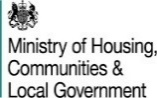 Ministry of Housing,
Communities &
Local Government